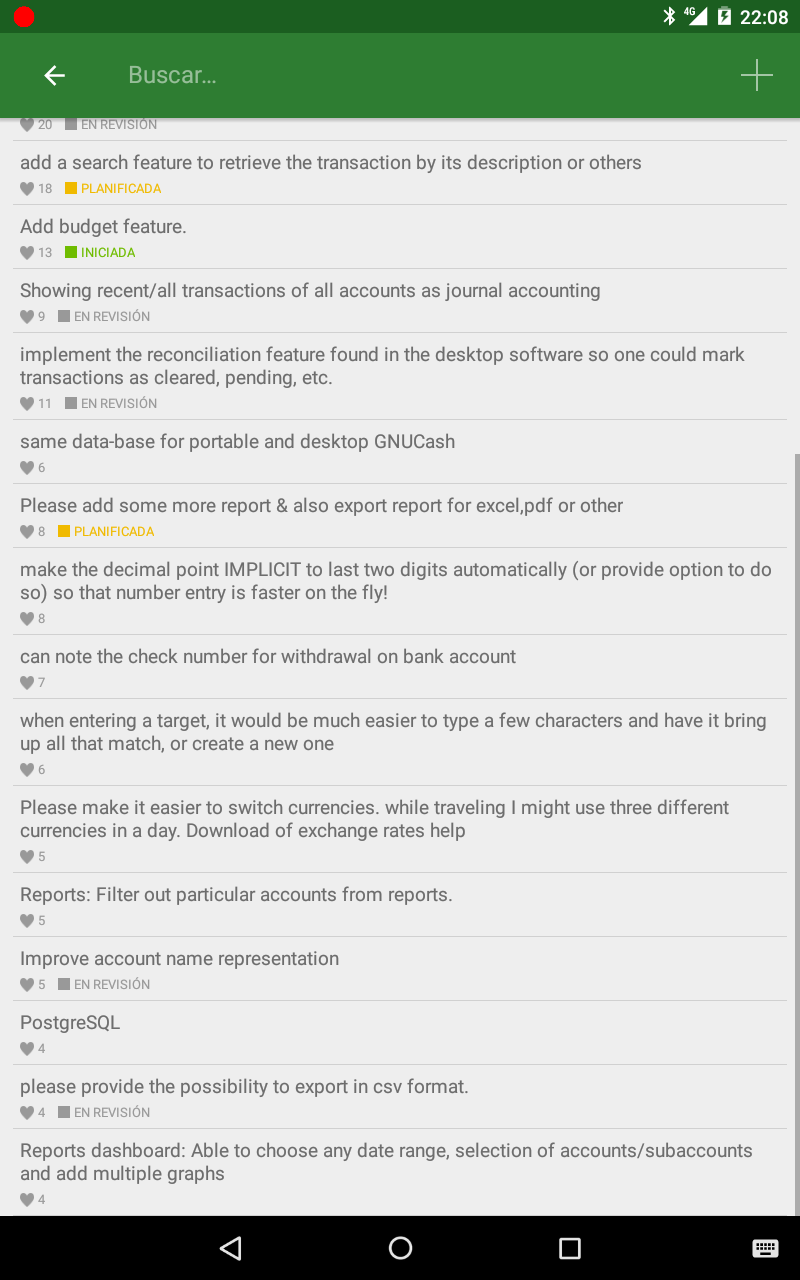 4G 22:08
Buscar...
20 EN REVISIÓN
add a search feature to retrieve the transaction by its description or others
18 PLANIFICADA
Add budget feature.
13 INICIADA
Showing recent/all transactions of all accounts as journal accounting
9 EN REVISIÓN
implement the reconciliation feature found in the desktop software so one could mark
transactions as cleared, pending, etc.
11 EN REVISIÓN
same data-base for portable and desktop GNUCash
6
Please add some more report & also export report for excel,pdf or other
8 PLANIFICADA
make the decimal point IMPLICIT to last two digits automatically (or provide option to do
so) so that number entry is faster on the fly!
8
can note the check number for withdrawal on bank account
7
when entering a target, it would be much easier to type a few characters and have it bring
up all that match, or create a new one
6
Please make it easier to switch currencies. while traveling I might use three different
currencies in a day. Download of exchange rates help
5
Reports: Filter out particular accounts from reports.
5
Improve account name representation
5 EN REVISIÓN
PostgreSQL
4
please provide the possibility to export in csv format.
4 EN REVISIÓN
Reports dashboard: Able to choose any date range, selection of accounts/subaccounts
and add multiple graphs
4